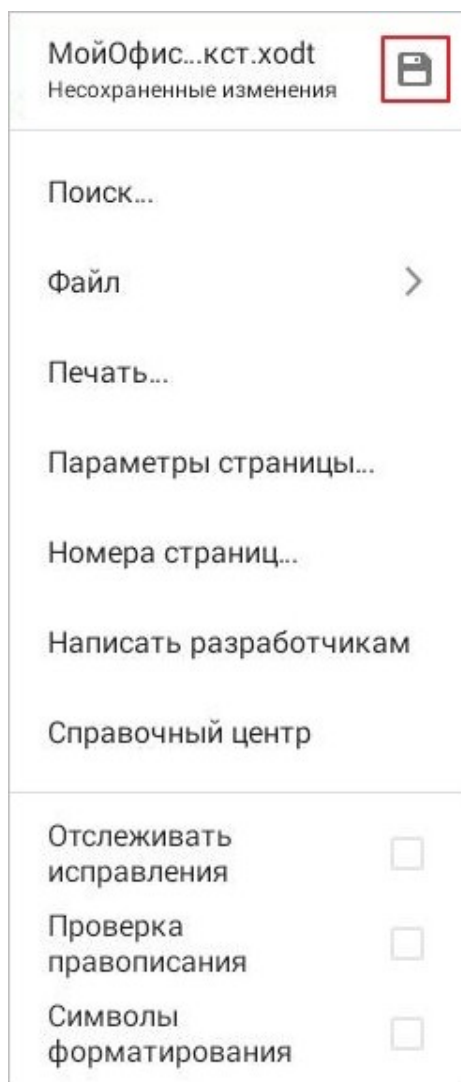 МойОфис...кст.xodt
Несохраненные изменения
Поиск...
Файл
Печать...
Параметры страницы...
Номера страниц...
Написать разработчикам
Справочный центр
Отслеживать
исправления
Проверка
правописания
Символы
форматирования